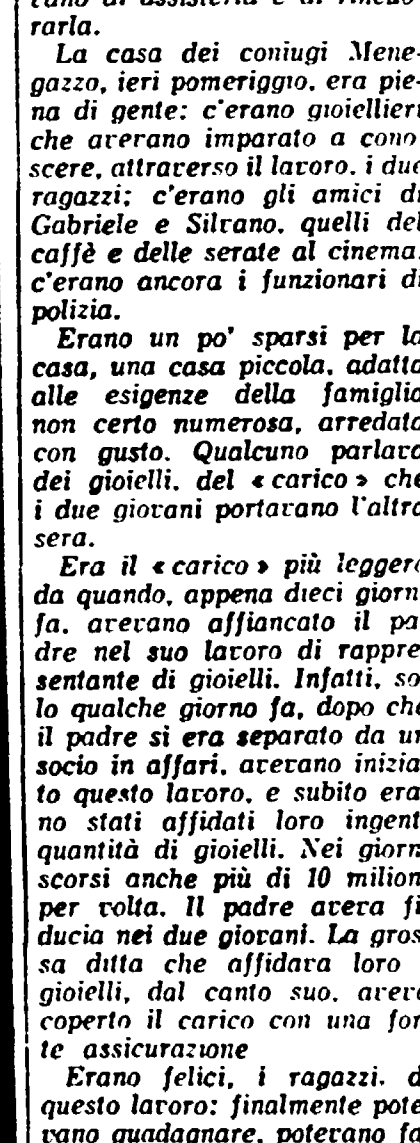 rarla.
La casa dei coniugi Mene-
gazzo, ieri pomeriggio, era pie-
na di gente: c'erano gioiellieri
che avevano imparato a cono
scere, attraverso il lavoro, i due
ragazzi; c'erano gli amici di
Gabriele e Silvano, quelli del
caffè e delle serate al cinema,
c'erano ancora i funzionari di
polizia.
Erano un po' sparsi per la
casa, una casa piccola, adatta
alle esigenze della famiglia
non certo numerosa, arredata
con gusto. Qualcuno parlava
dei gioielli, del « carico » che
i due giovani portavano l'altra
sera.
Era il « carico » più leggero
da quando, appena dieci giorni
fa, avevano affiancato il pa
dre nel suo lavoro di rappre
sentante di gioielli. Infatti, so
lo qualche giorno fa, dopo che
il padre si era separato da un
socio in affari, avevano inizia
to questo lavoro, e subito era
no stati affidati loro ingenti
quantità di gioielli. Nei giorni
scorsi anche più di 10 milion
per volta. Il padre aveva fi
ducia nei due giovani. La gros
sa ditta che affidava loro
gioielli, dal canto suo, aveva
coperto il carico con una for
te assicurazione
Erano felici, i ragazzi, d
questo lavoro: finalmente pote
vano guadagnare, potevano fa